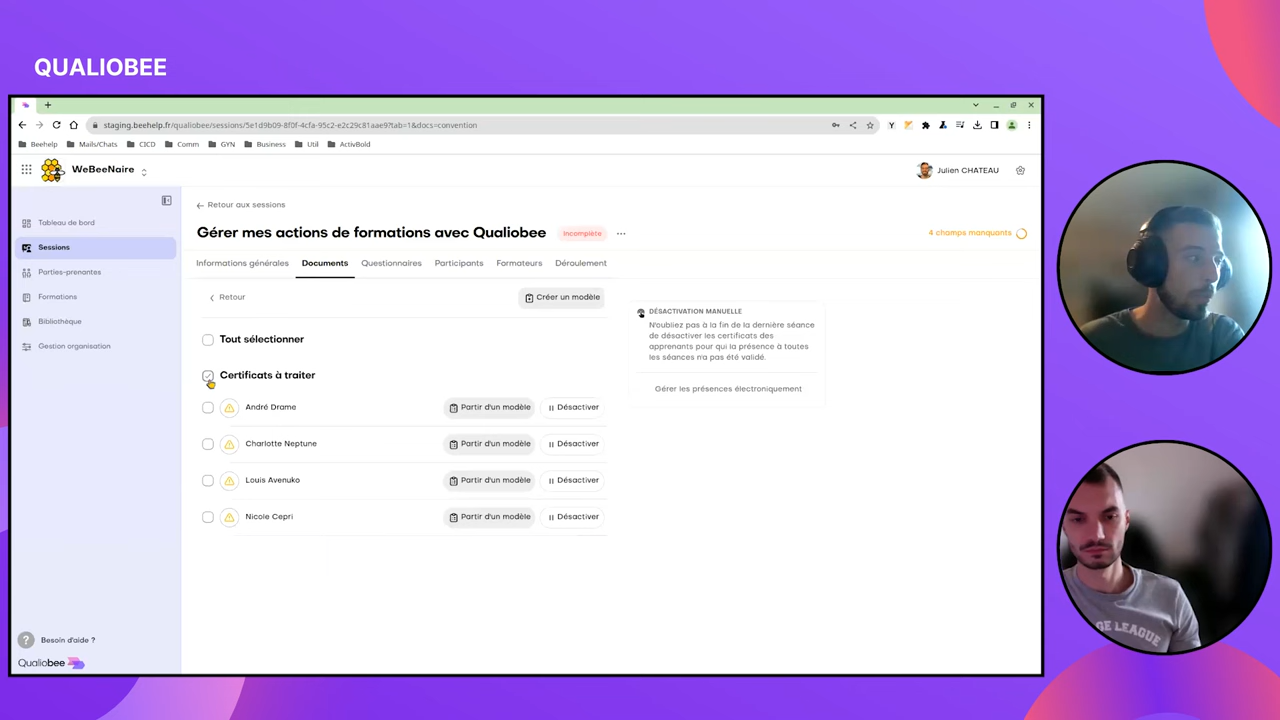 QUALIOBEE
staging.beehelp.fr/qualiobee/sessions/5e1d9b09-8f0f-4cfa-95c2-e2c29c81aae9?tab=1&docs=convention
Beehelp
Mails/Chats
CICD
Comm
GYN
Business
Util
ActivBold
WeBeeNaire
Julien CHATEAU
Tableau de bord
Sessions
Parties-prenantes
Formations
Bibliothèque
Gestion organisation
Retour aux sessions
Gérer mes actions de formations avec Qualiobee
Incomplète
4 champs manquants
Informations générales
Documents
Questionnaires
Participants
Formateurs
Déroulement
Retour
Créer un modèle
Tout sélectionner
Certificats à traiter
André Drame
Partir d'un modèle
Désactiver
Charlotte Neptune
Partir d'un modèle
Désactiver
Louis Avenuko
Partir d'un modèle
Désactiver
Nicole Cepri
Partir d'un modèle
Désactiver
DÉSACTIVATION MANUELLE
N'oubliez pas à la fin de la dernière séance
de désactiver les certificats des
apprenants pour qui la présence à toutes
les séances n'a pas été validé.
Gérer les présences électroniquement
? Besoin d'aide ?
Qualiobee
GE LEAGUE